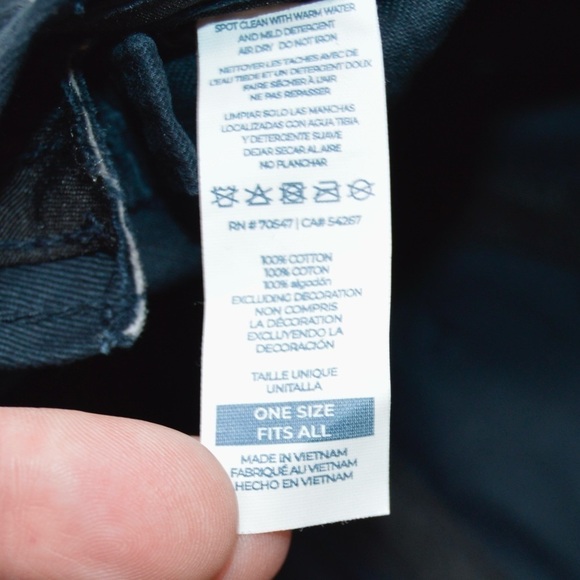 SPOT CLEAN WITH WARM WATER
AND MILD DETERGENT
AIR DRY DO NOT IRON
NETTOYER LES TACHES AVEC DE
L'EAU TIEDE ET UN DETERGENT DOUX
FAIRE SÉCHER À L'AIR
NE PAS REPASSER
LIMPIAR SOLO LAS MANCHAS
LOCALIZADAS CON AGUA TIBIA
Y DETERGENTE SUAVE
DEJAR SECAR AL AIRE
NO PLANCHAR
RN # 70547 | CA# 54267
100% COTTON
100% COTON
100% algodón
EXCLUDING DECORATION
NON COMPRIS
LA DÉCORATION
EXCLUYENDO LA
DECORACIÓN
TAILLE UNIQUE
UNITALLA
ONE SIZE
FITS ALL
MADE IN VIETNAM
FABRIQUÉ AU VIETNAM
HECHO EN VIETNAM